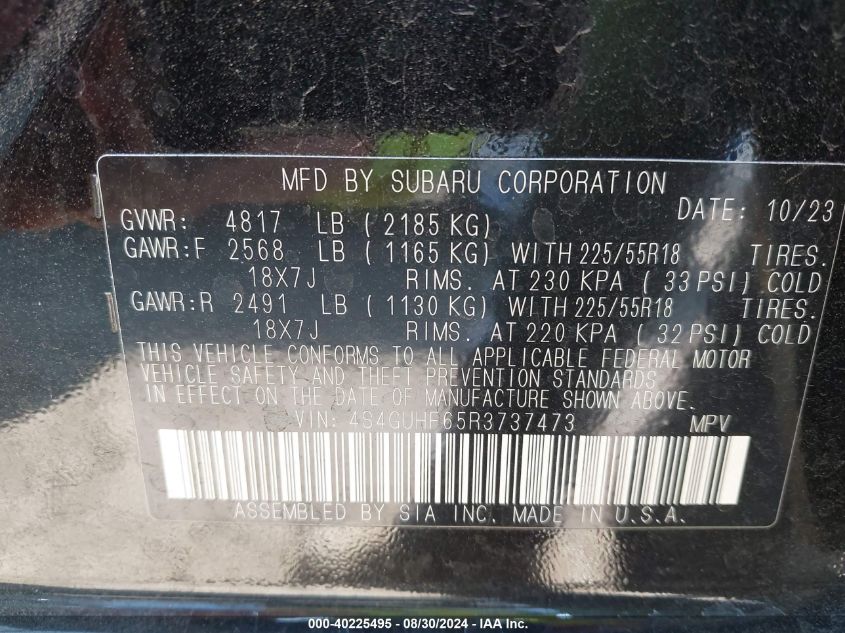 MFD BY SUBARU CORPORATION
DATE: 10/23
GVWR: 4817 LB ( 2185 KG)
GAWR:F 2568 LB ( 1165 KG) WITH 225/55R18 TIRES.
18X7J RIMS. AT 230 KPA ( 33 PSI) COLD
GAWR:R 2491 LB ( 1130 KG) WITH 225/55R18 TIRES.
18X7J RIMS. AT 220 KPA ( 32 PSI) COLD
THIS VEHICLE CONFORMS TO ALL APPLICABLE FEDERAL MOTOR
VEHICLE SAFETY AND THEFT PREVENTION STANDARDS
IN EFFECT ON THE DATE OF MANUFACTURE SHOWN ABOVE.
VIN: 4S4GUHF65R3737473 MPV
ASSEMBLED BY SIA INC. MADE IN U.S.A.
000-40225495 - 08/30/2024 - IAA Inc.